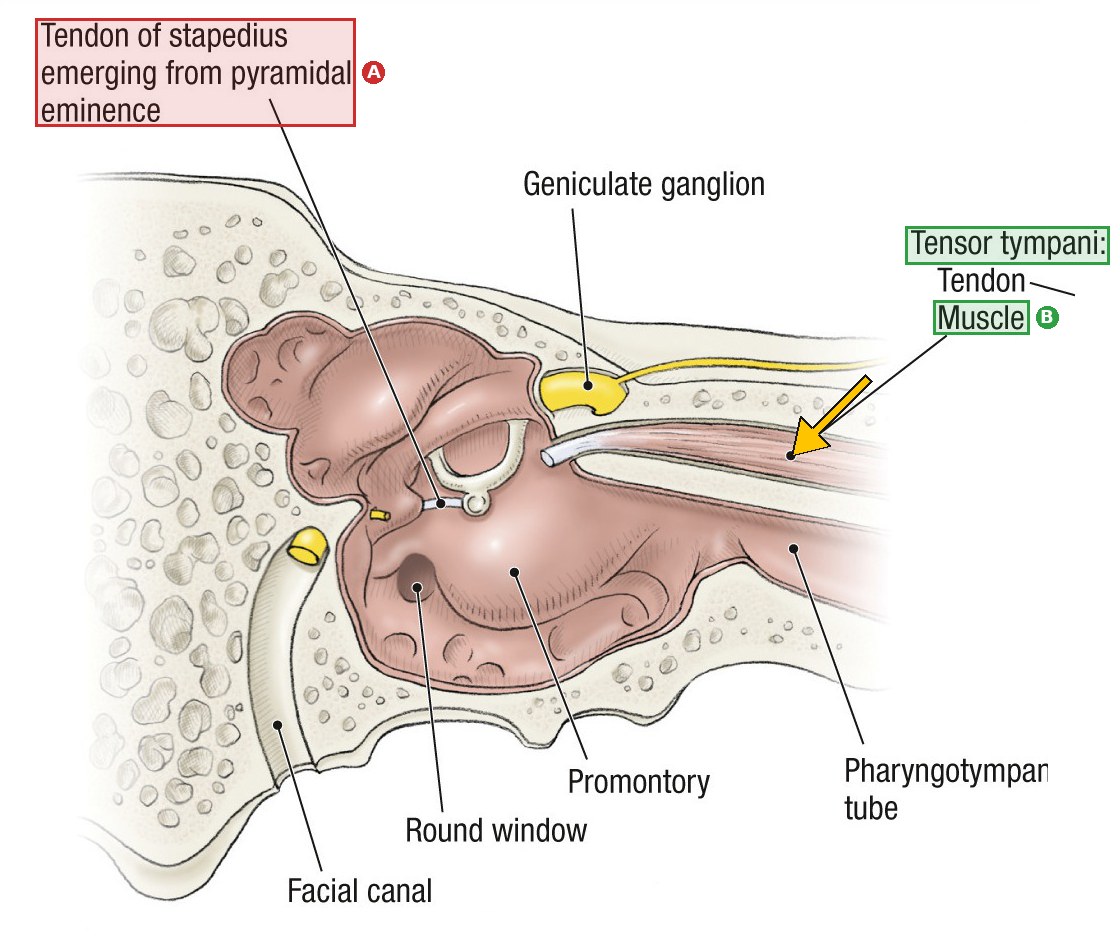 Tendon of stapedius
emerging from pyramidal
eminence
A
Geniculate ganglion
Tensor tympani:
Tendon
Muscle
B
Pharyngotympan
tube
Promontory
Round window
Facial canal